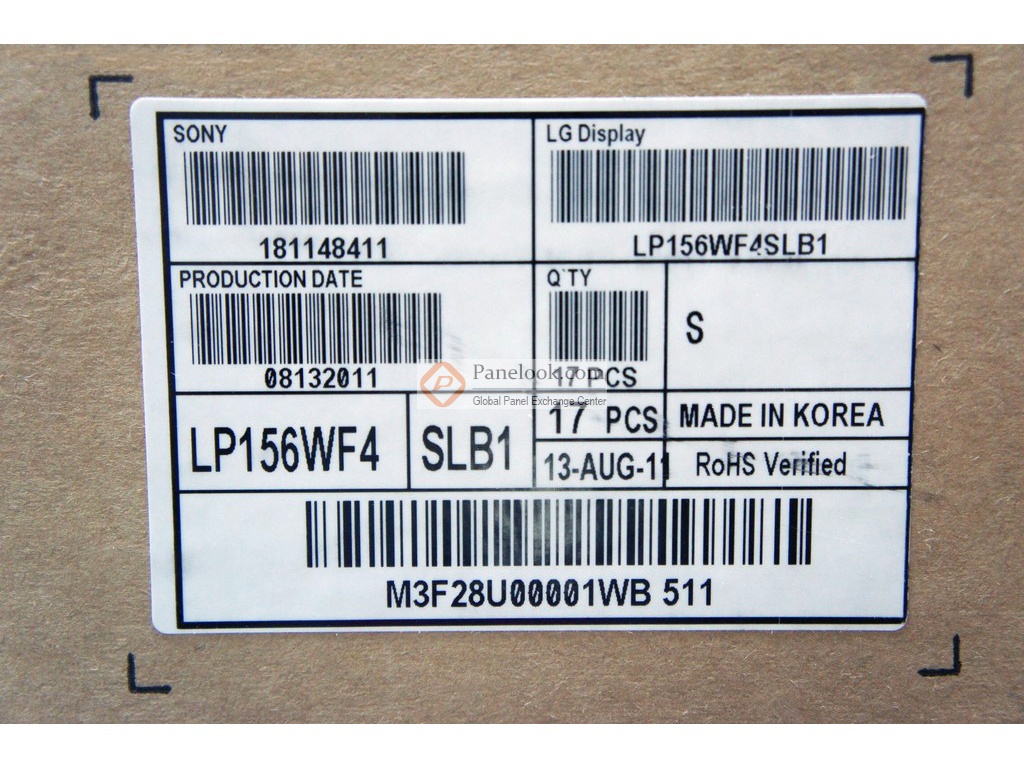 SONY
181148411
LG Display
LP156WF4SLB1
PRODUCTION DATE
08132011
Q`TY
17 PCS
S
Panelook.com
Global Panel Exchange Center
LP156WF4
SLB1
17 PCS
MADE IN KOREA
13-AUG-11
RoHS Verified
M3F28U00001WB 511